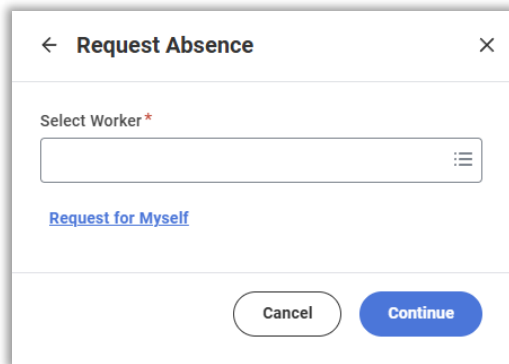 Request Absence
Select Worker*
Request for Myself
Cancel Continue